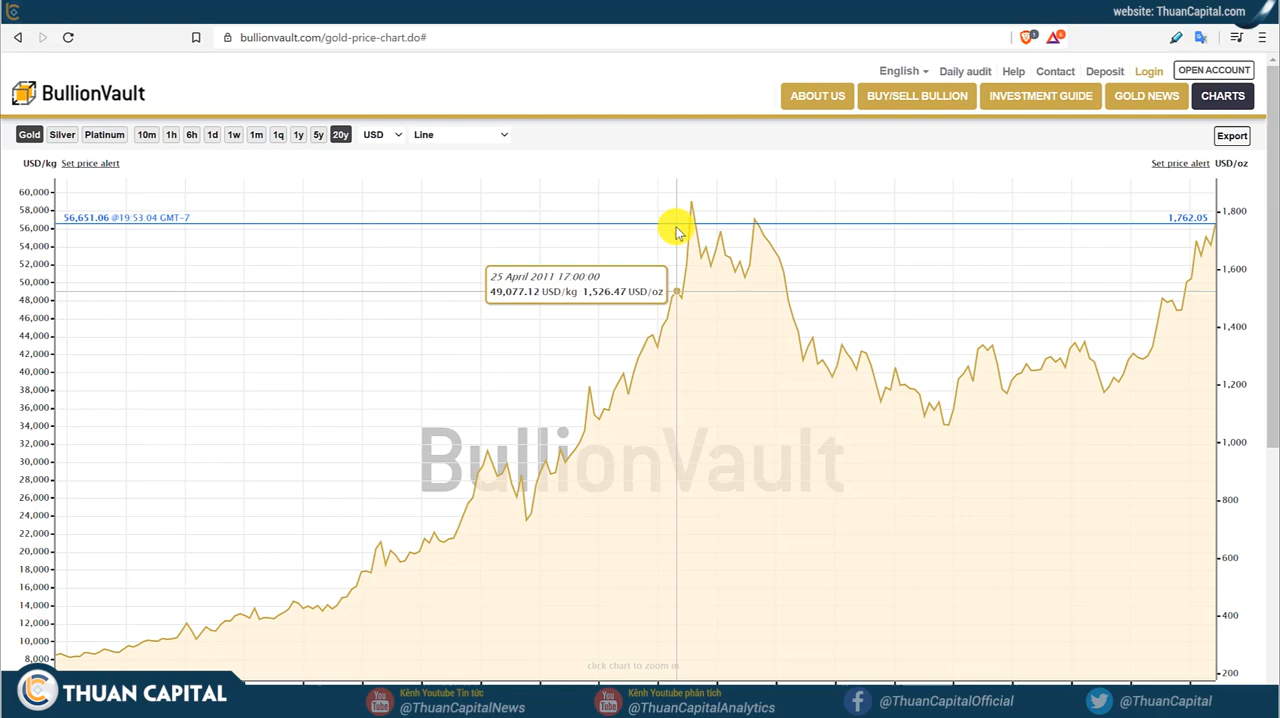 website: ThuanCapital.com
bullionvault.com/gold-price-chart.do#
1
6
English Daily audit Help Contact Deposit Login OPEN ACCOUNT
BullionVault
ABOUT US BUY/SELL BULLION INVESTMENT GUIDE GOLD NEWS CHARTS
Gold Silver Platinum 10m 1h 6h 1d 1w 1m 1q 1y 5y 20y USD Line
Export
USD/kg Set price alert
Set price alert USD/oz
60,000
58,000
56,000
54,000
52,000
50,000
48,000
46,000
44,000
42,000
40,000
38,000
36,000
34,000
32,000
30,000
28,000
26,000
24,000
22,000
20,000
18,000
16,000
14,000
12,000
10,000
8,000
56,651.06 @19:53:04 GMT-7
1,762.05
25 April 2011 17:00:00
49,077.12 USD/kg 1,526.47 USD/oz
BullionVault
click chart to zoom in
1,800
1,600
1,400
1,200
1,000
800
600
400
200
THUAN CAPITAL
You Tube
Kênh Youtube Tin tức
@ThuanCapitalNews
You Tube
Kênh Youtube phân tích
@ThuanCapitalAnalytics
@ThuanCapitalOfficial
@ThuanCapital